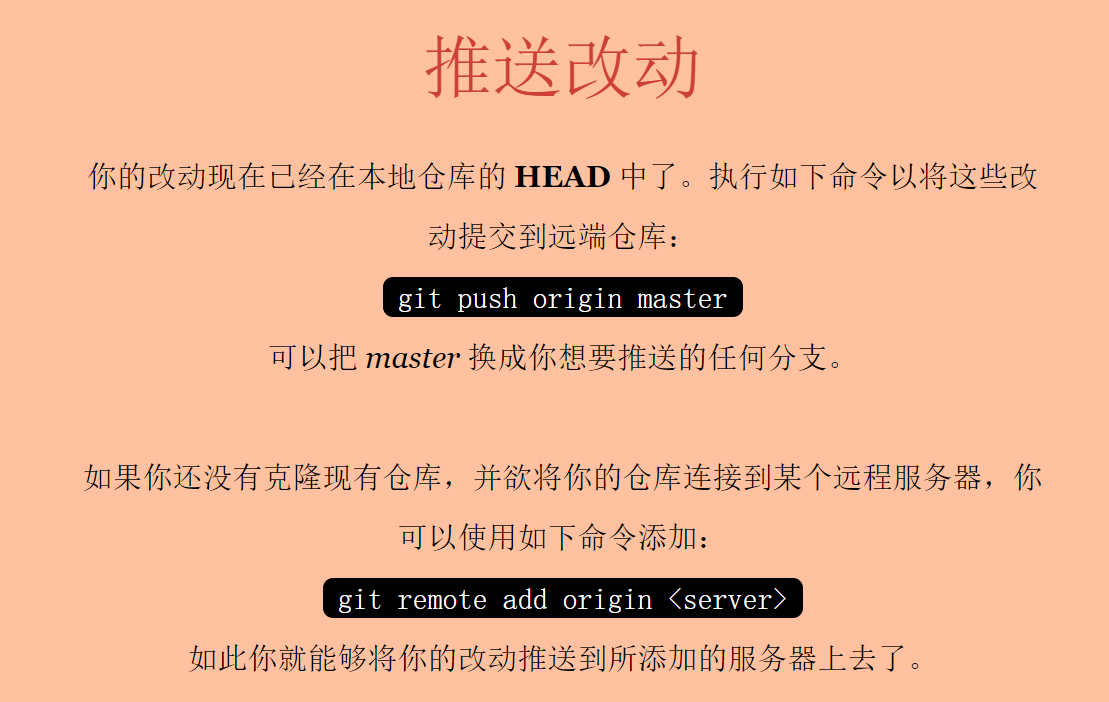 推送改动
你的改动现在已经在本地仓库的 HEAD 中了。执行如下命令以将这些改
动提交到远端仓库：
git push origin master
可以把 master 换成你想要推送的任何分支。
如果你还没有克隆现有仓库，并欲将你的仓库连接到某个远程服务器，你
可以使用如下命令添加：
git remote add origin <server>
如此你就能够将你的改动推送到所添加的服务器上去了。